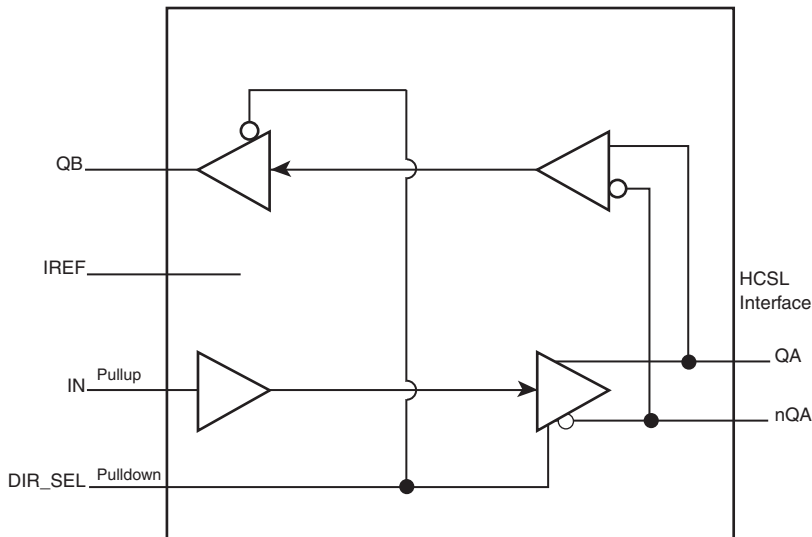 QB
IREF
HCSL
Interface
QA
IN Pullup
nQA
DIR_SEL Pulldown